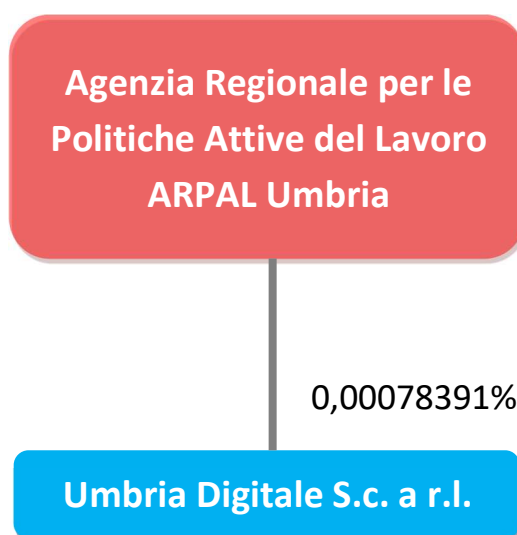 Agenzia Regionale per le
Politiche Attive del Lavoro
ARPAL Umbria
0,00078391%
Umbria Digitale S.c. a r.l.